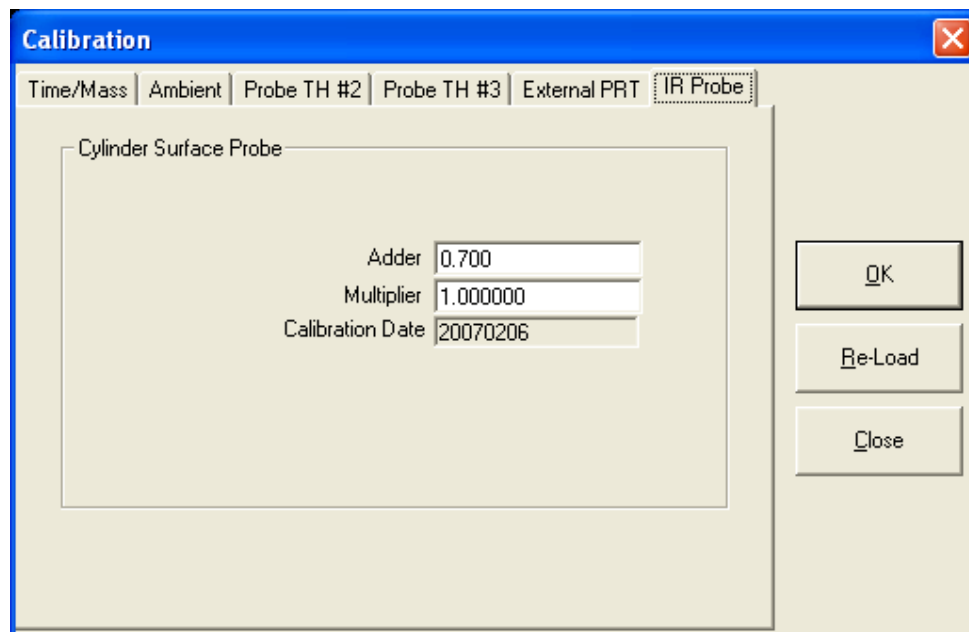 Calibration
Time/Mass Ambient Probe TH #2 Probe TH #3 External PRT IR Probe
Cylinder Surface Probe
Adder 0.700
Multiplier 1.000000
Calibration Date 20070206
OK
Re-Load
Close